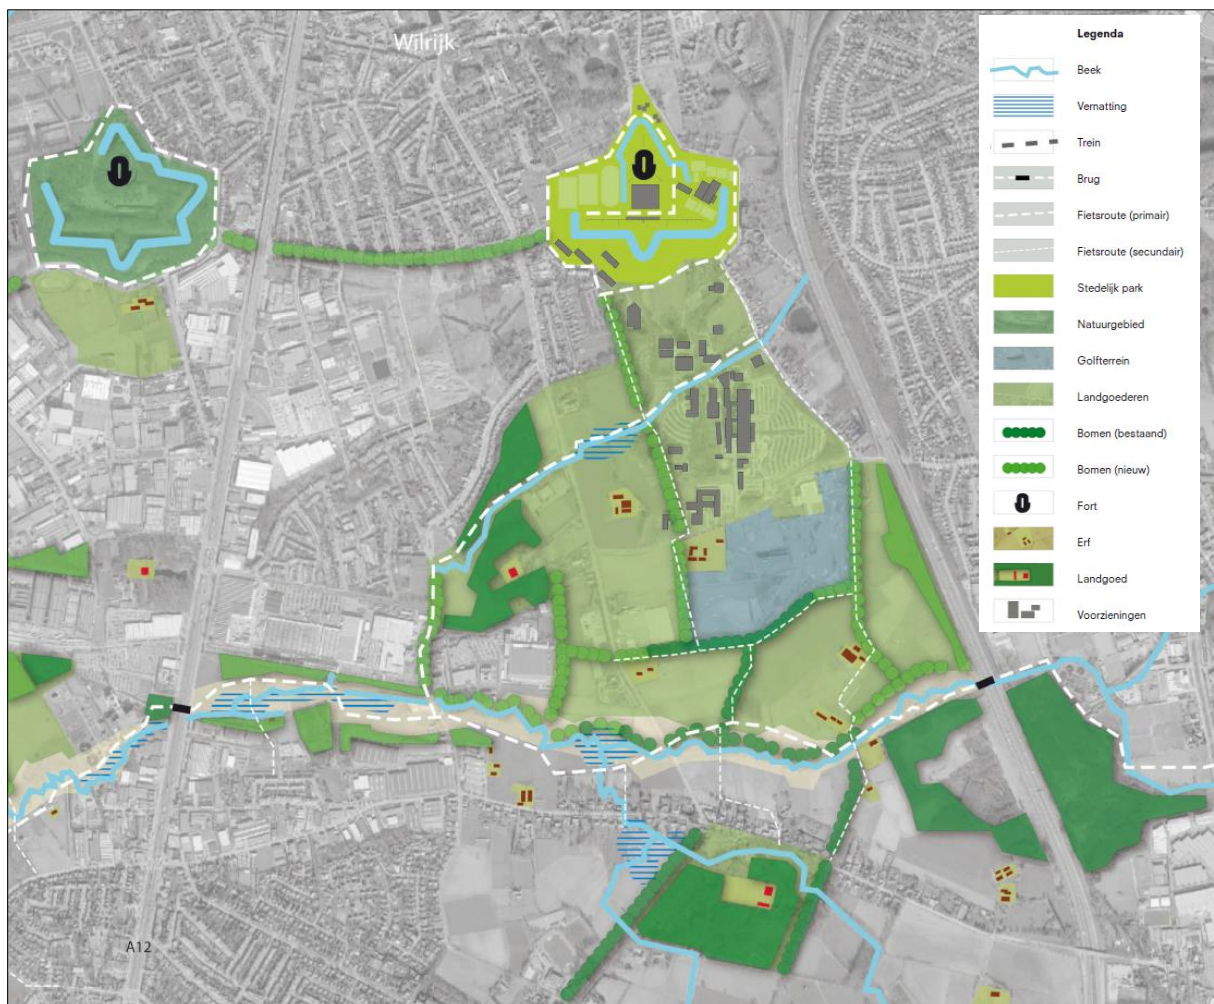 Wilrijk
Legenda
Beek
Vernatting
Trein
Brug
Fietsroute (primair)
Fietsroute (secundair)
Stedelijk park
Natuurgebied
Golfterrein
Landgoederen
Bomen (bestaand)
Bomen (nieuw)
Fort
Erf
Landgoed
Voorzieningen
A12